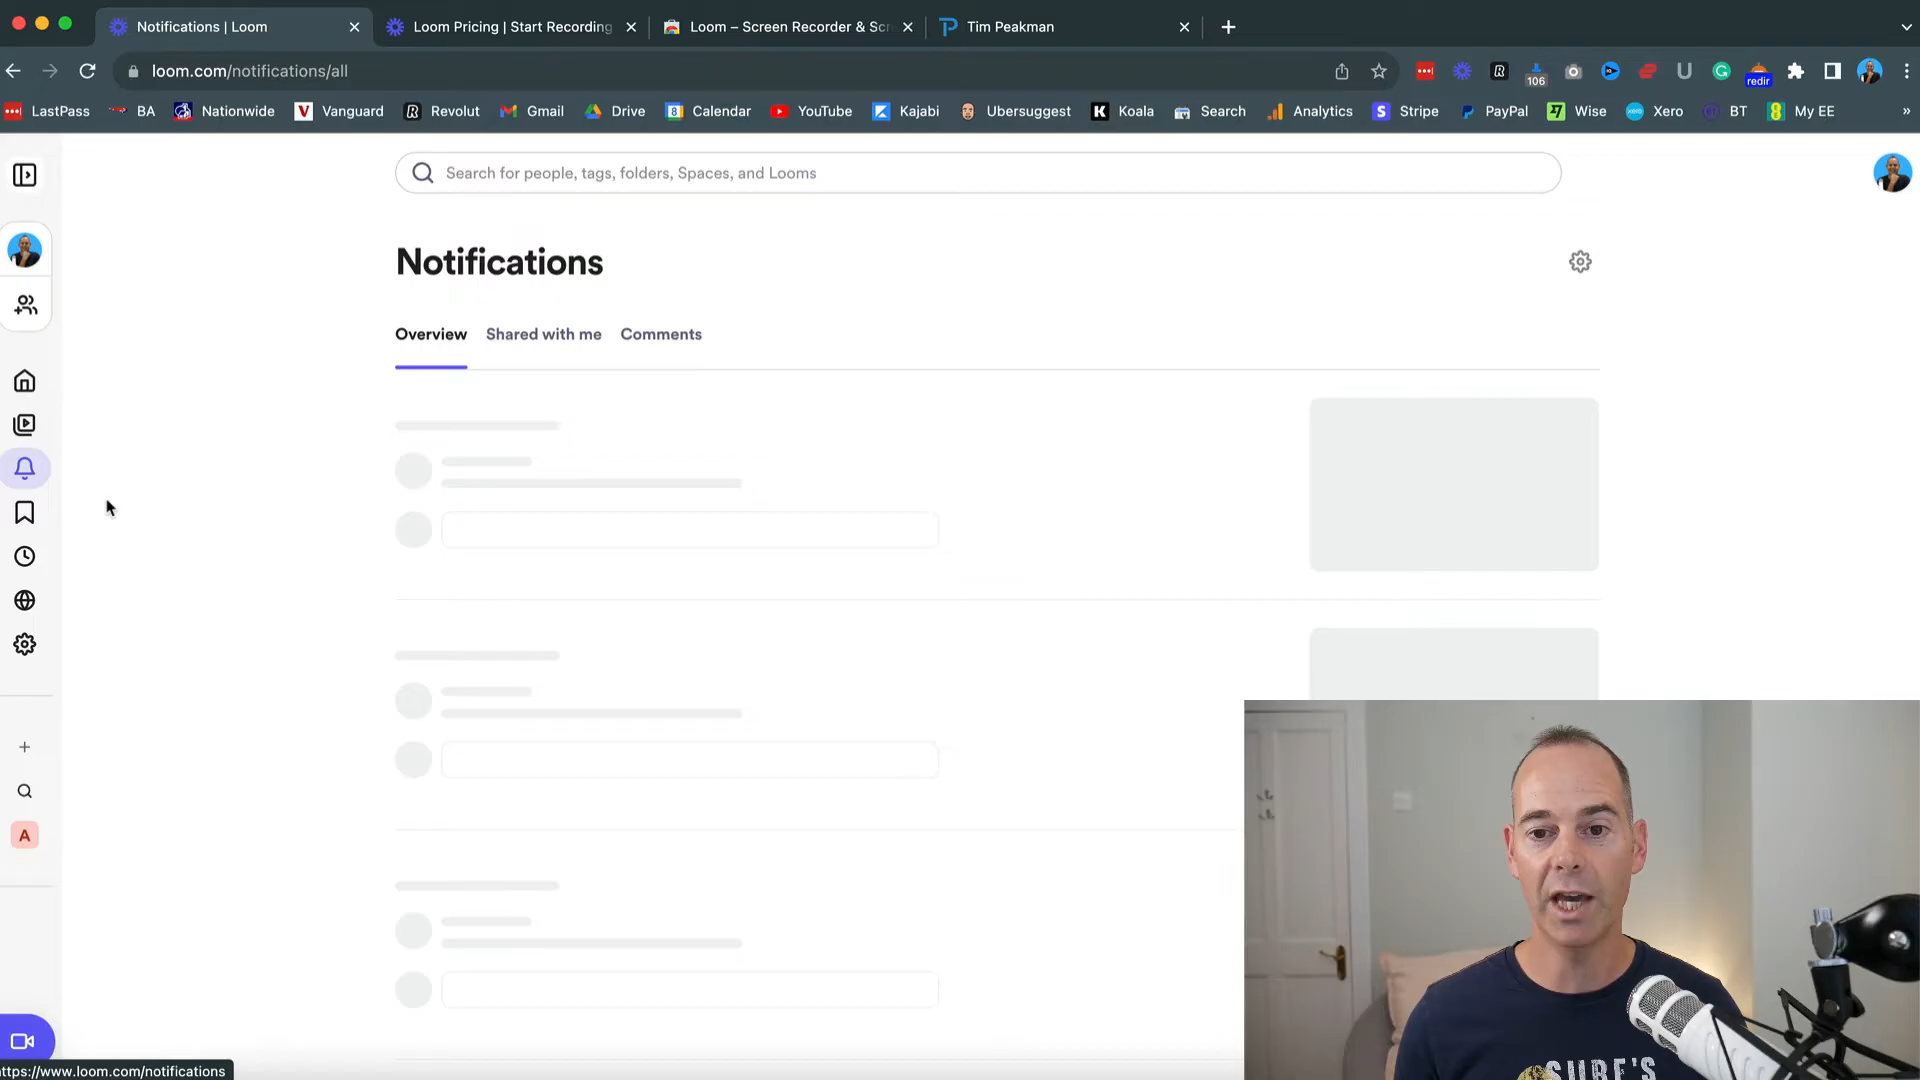 Notifications | Loom
Loom Pricing | Start Recording
Loom – Screen Recorder & Scr
Tim Peakman
loom.com/notifications/all
106
redir
LastPass
BA
Nationwide
Vanguard
Revolut
Gmail
Drive
Calendar
YouTube
Kajabi
Ubersuggest
Koala
Search
Analytics
Stripe
PayPal
Wise
Xero
BT
My EE
Search for people, tags, folders, Spaces, and Looms
Notifications
Overview
Shared with me
Comments
A
ttps://www.loom.com/notifications
SURF'S